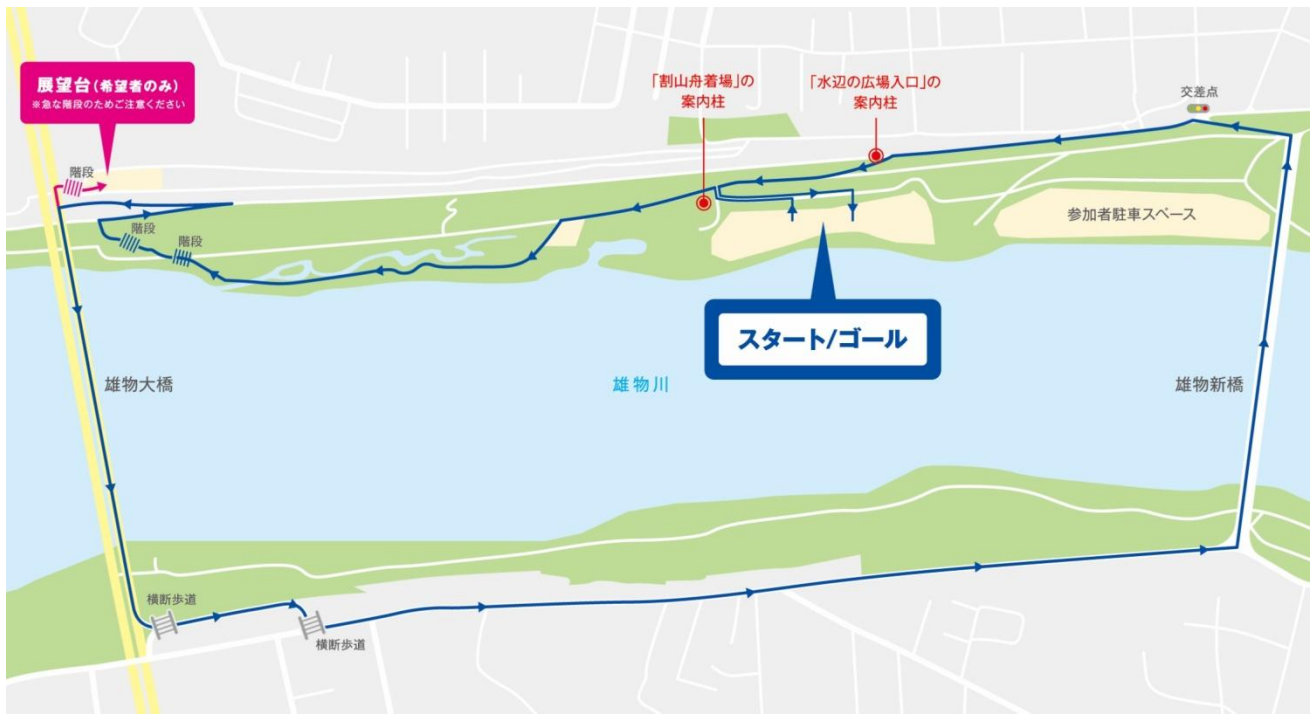 展望台(希望者のみ)
※急な階段のためご注意ください
「割山舟着場」の
案内柱
「水辺の広場入口」の
案内柱
交差点
階段
階段
階段
参加者駐車スペース
スタート/ゴール
雄物大橋
雄物川
雄物新橋
横断歩道
横断歩道